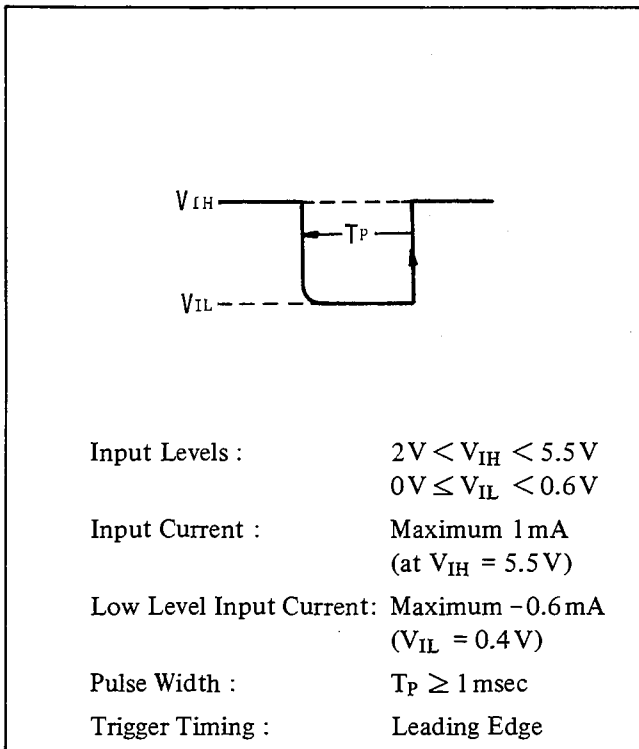 VIH
TP
VIL
Input Levels : 2V < VIH < 5.5V
0V ≤ VIL < 0.6V
Input Current : Maximum 1mA
(at VIH = 5.5V)
Low Level Input Current: Maximum -0.6mA
(VIL = 0.4V)
Pulse Width : TP ≥ 1msec
Trigger Timing : Leading Edge